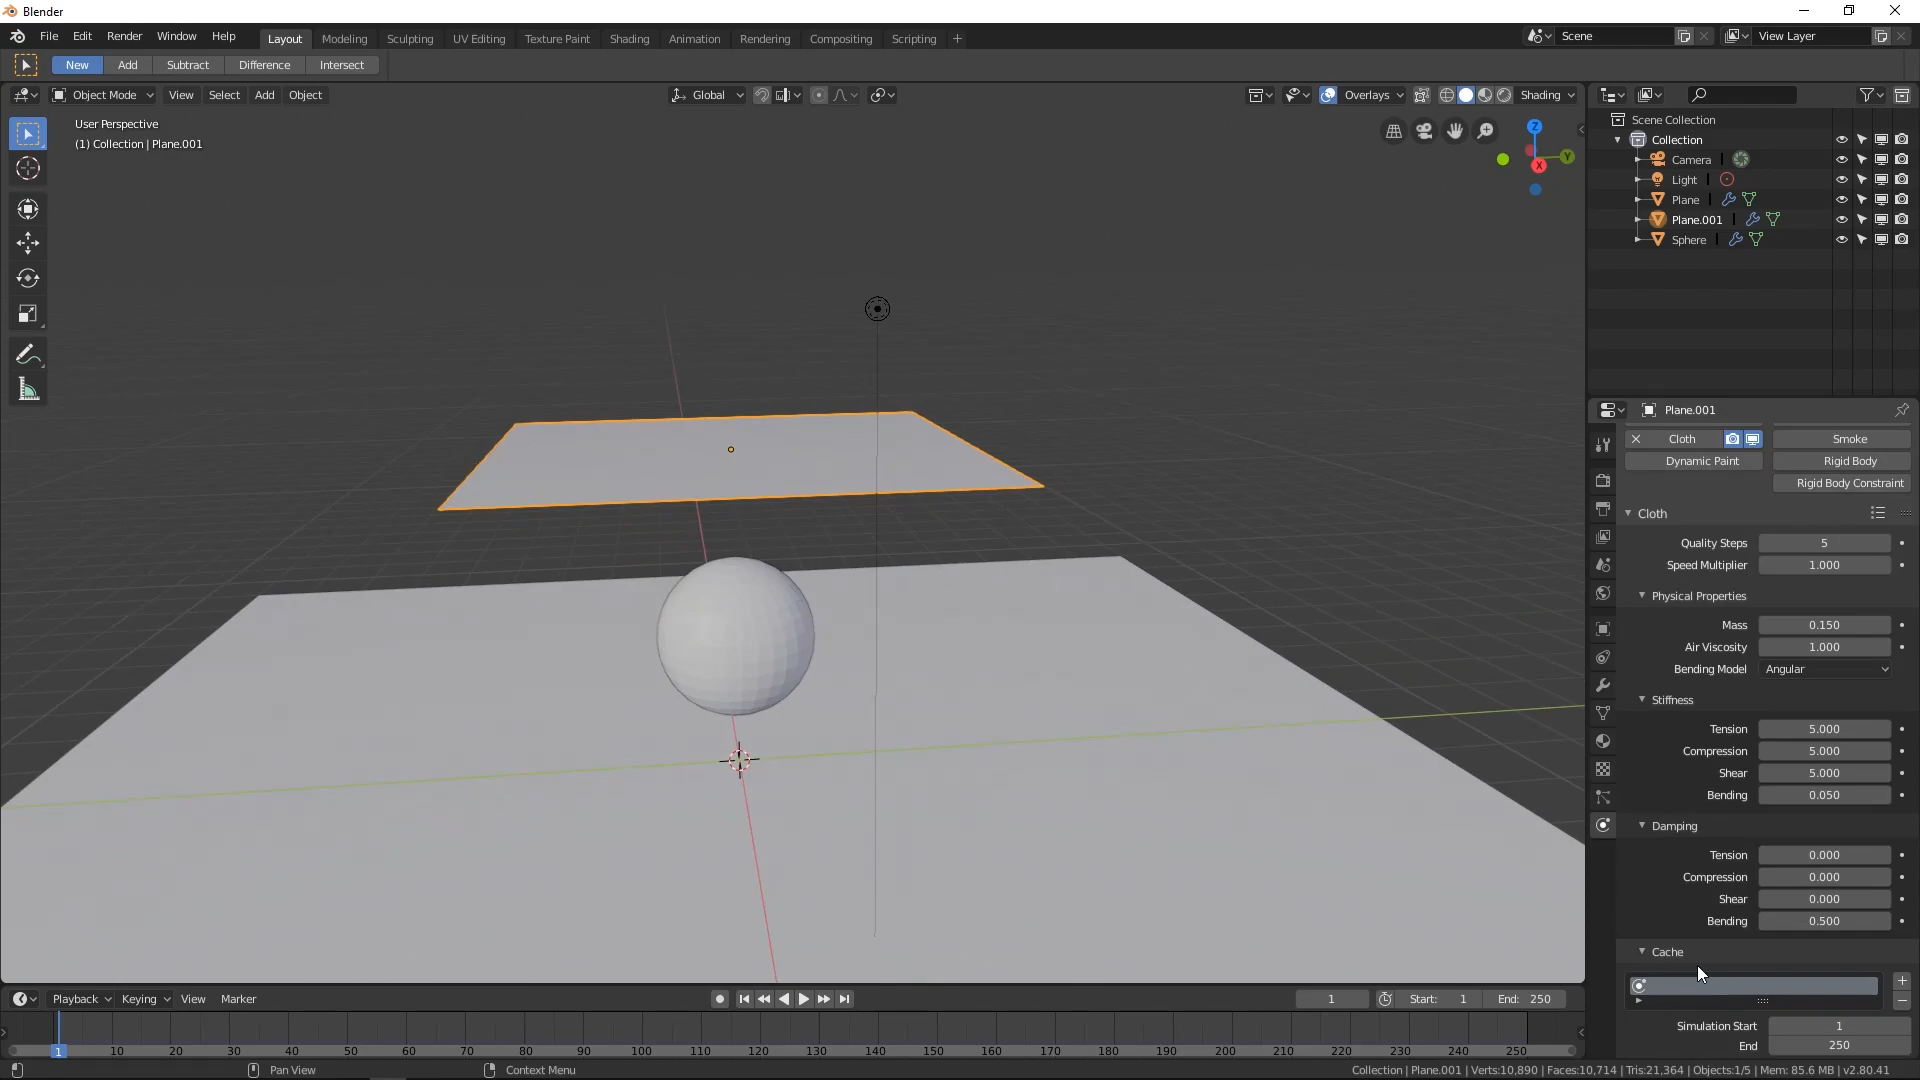 Blender
File Edit Render Window Help Layout Modeling Sculpting UV Editing Texture Paint Shading Animation Rendering Compositing Scripting + Scene View Layer
New Add Subtract Difference Intersect
Object Mode View Select Add Object Global Overlays Shading
User Perspective
(1) Collection | Plane.001
Z
Y
X
Scene Collection
Collection
Camera
Light
Plane
Plane.001
Sphere
Plane.001
Cloth Smoke
Dynamic Paint Rigid Body
Rigid Body Constraint
Cloth
Quality Steps 5
Speed Multiplier 1.000
Physical Properties
Mass 0.150
Air Viscosity 1.000
Bending Model Angular
Stiffness
Tension 5.000
Compression 5.000
Shear 5.000
Bending 0.050
Damping
Tension 0.000
Compression 0.000
Shear 0.000
Bending 0.500
Cache
Simulation Start 1
End 250
Playback Keying View Marker 1 Start: 1 End: 250
1 10 20 30 40 50 60 70 80 90 100 110 120 130 140 150 160 170 180 190 200 210 220 230 240 250
Pan View Context Menu Collection | Plane.001 | Verts:10,890 | Faces:10,714 | Tris:21,364 | Objects:1/5 | Mem: 85.6 MB | v2.80.41